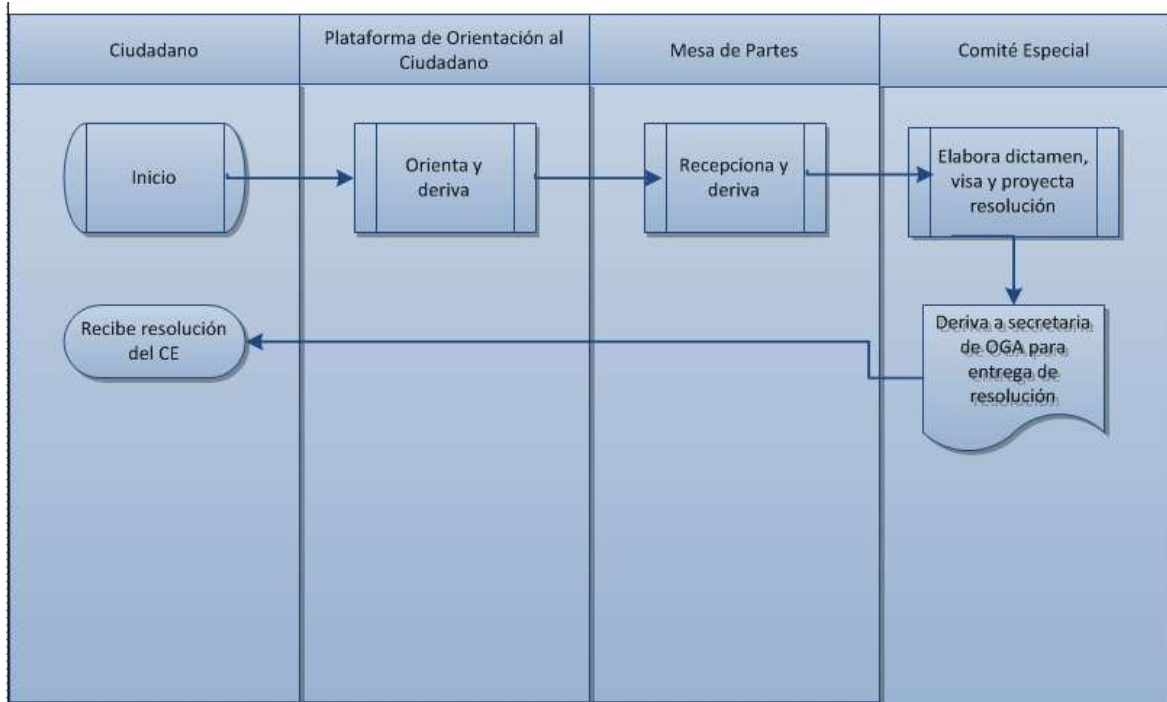 Ciudadano
Plataforma de Orientación al
Ciudadano
Mesa de Partes
Comité Especial
Inicio
Orienta y
deriva
Recepciona y
deriva
Elabora dictamen,
visa y proyecta
resolución
Recibe resolución
del CE
Deriva a secretaria
de OGA para
entrega de
resolución